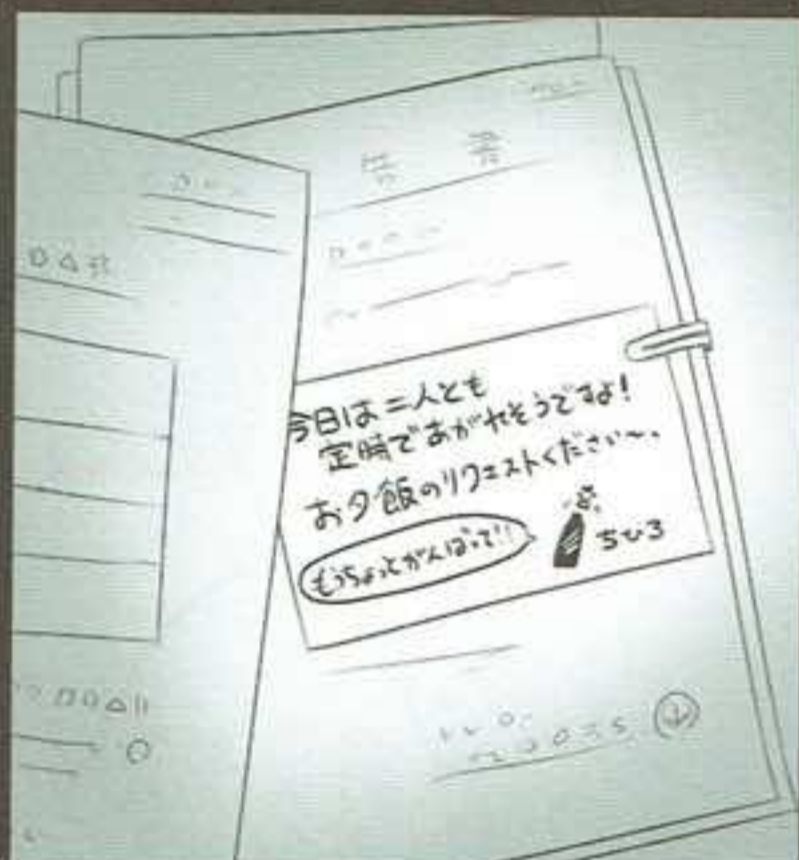 今日は二人とも
定時であがれそうですよ!
お夕飯のリクエストください〜。
もうちょっとがんばって!!
ちひろ